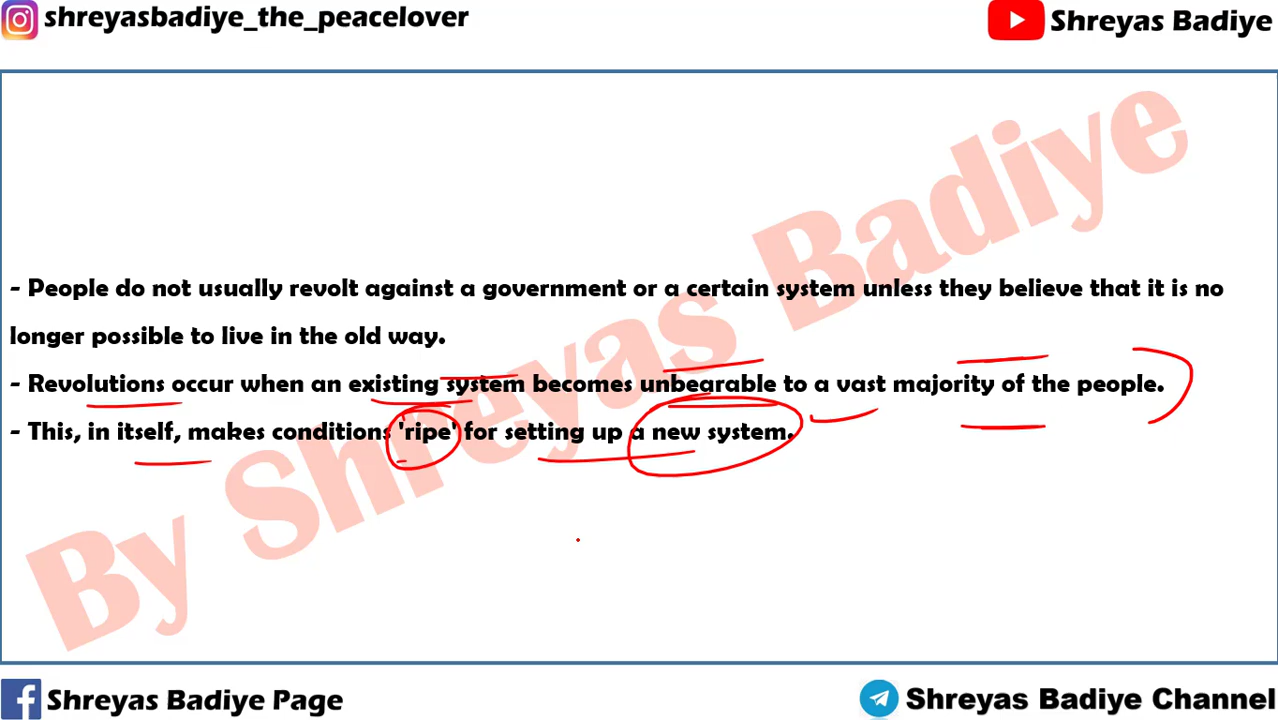 shreyasbadiye_the_peacelover
Shreyas Badiye
By Shreyas Badiye
- People do not usually revolt against a government or a certain system unless they believe that it is no
longer possible to live in the old way.
- Revolutions occur when an existing system becomes unbearable to a vast majority of the people.
- This, in itself, makes conditions 'ripe' for setting up a new system.
Shreyas Badiye Page
Shreyas Badiye Channel